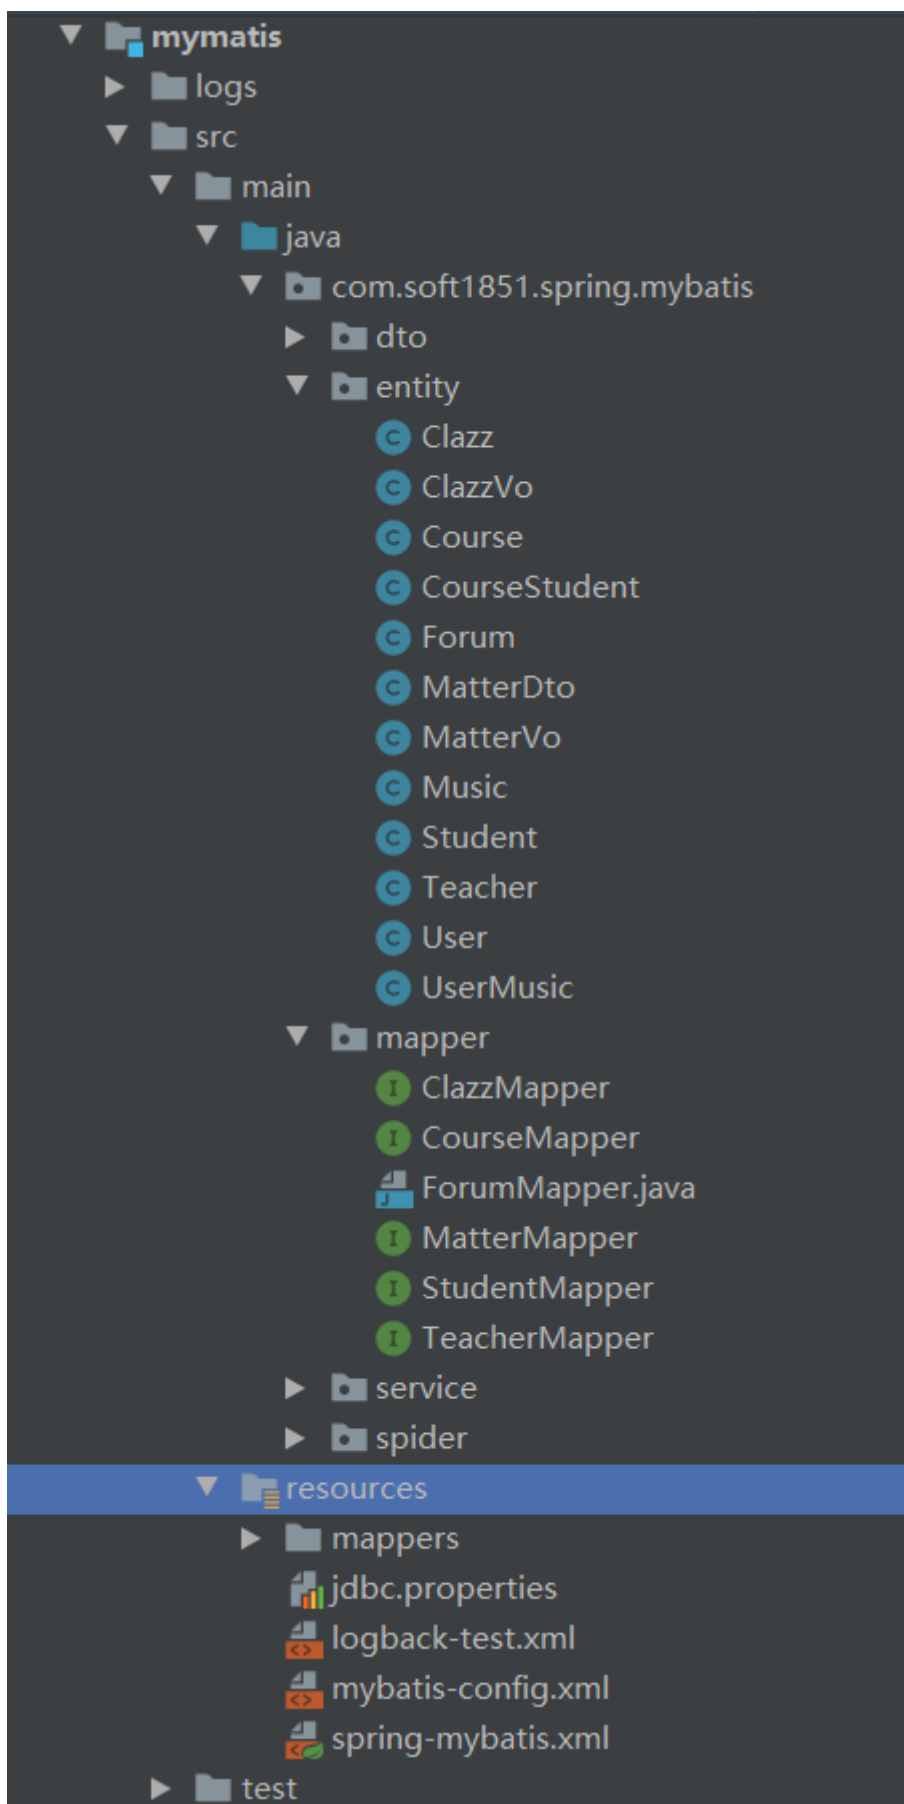 mymatis
logs
src
main
java
com.soft1851.spring.mybatis
dto
entity
Clazz
ClazzVo
Course
CourseStudent
Forum
MatterDto
MatterVo
Music
Student
Teacher
User
UserMusic
mapper
ClazzMapper
CourseMapper
ForumMapper.java
MatterMapper
StudentMapper
TeacherMapper
service
spider
resources
mappers
jdbc.properties
logback-test.xml
mybatis-config.xml
spring-mybatis.xml
test